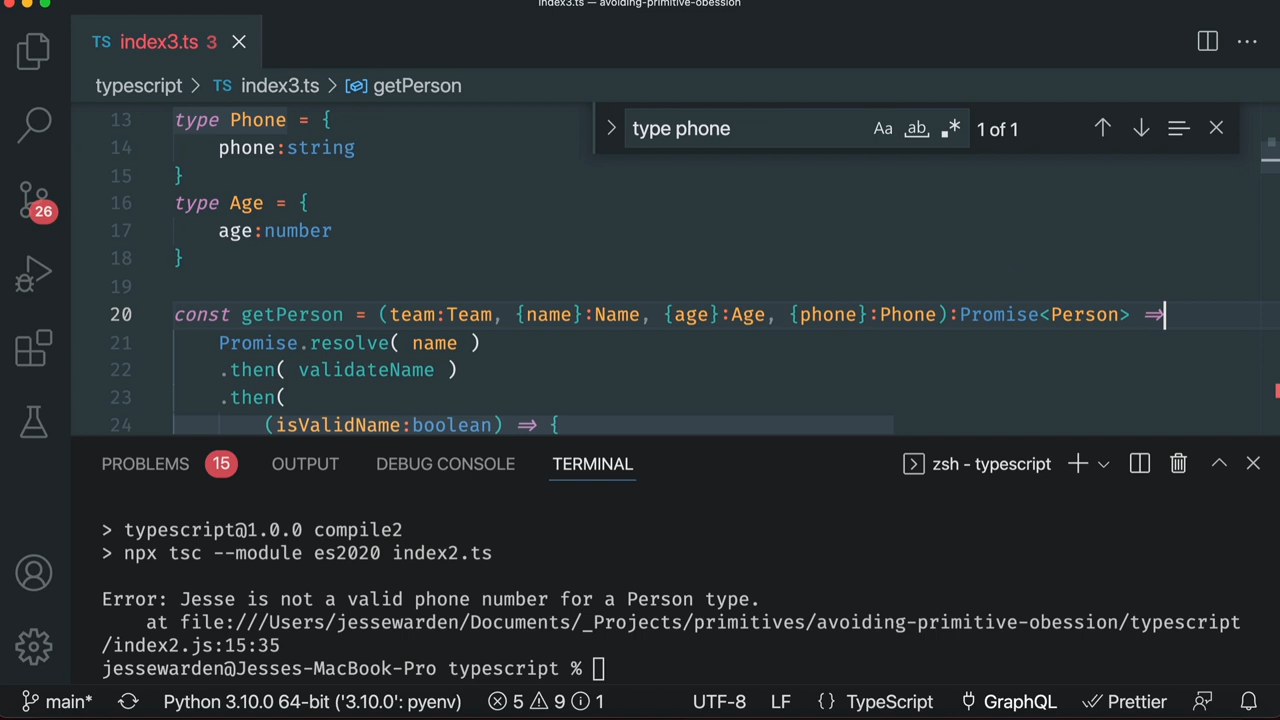 index3.ts — avoiding-primitive-obession
TS index3.ts 3
typescript > TS index3.ts > getPerson
13 type Phone = {
14 phone:string
15 }
16 type Age = {
17 age:number
18 }
19
20 const getPerson = (team:Team, {name}:Name, {age}:Age, {phone}:Phone):Promise<Person> =>
21 Promise.resolve( name )
22 .then( validateName )
23 .then(
24 (isValidName:boolean) => {
type phone Aa ab .* 1 of 1
26
PROBLEMS 15 OUTPUT DEBUG CONSOLE TERMINAL zsh - typescript
> typescript@1.0.0 compile2
> npx tsc --module es2020 index2.ts
Error: Jesse is not a valid phone number for a Person type.
at file:///Users/jessewarden/Documents/_Projects/primitives/avoiding-primitive-obession/typescript
/index2.js:15:35
jessewarden@Jesses-MacBook-Pro typescript %
main* Python 3.10.0 64-bit ('3.10.0': pyenv) 5 9 1 UTF-8 LF {} TypeScript GraphQL Prettier